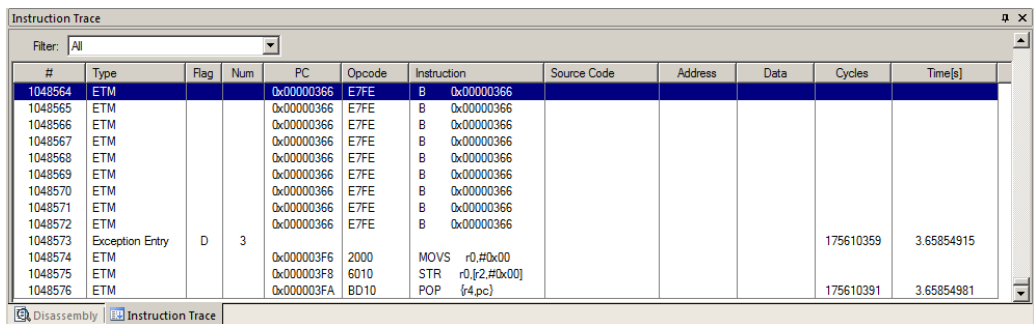 Instruction Trace
Filter: All
# Type Flag Num PC Opcode Instruction Source Code Address Data Cycles Time[s]
1048564 ETM 0x00000366 E7FE B 0x00000366
1048565 ETM 0x00000366 E7FE B 0x00000366
1048566 ETM 0x00000366 E7FE B 0x00000366
1048567 ETM 0x00000366 E7FE B 0x00000366
1048568 ETM 0x00000366 E7FE B 0x00000366
1048569 ETM 0x00000366 E7FE B 0x00000366
1048570 ETM 0x00000366 E7FE B 0x00000366
1048571 ETM 0x00000366 E7FE B 0x00000366
1048572 ETM 0x00000366 E7FE B 0x00000366
1048573 Exception Entry D 3 175610359 3.65854915
1048574 ETM 0x000003F6 2000 MOVS r0,#0x00
1048575 ETM 0x000003F8 6010 STR r0,[r2,#0x00]
1048576 ETM 0x000003FA BD10 POP {r4,pc} 175610391 3.65854981
Disassembly Instruction Trace